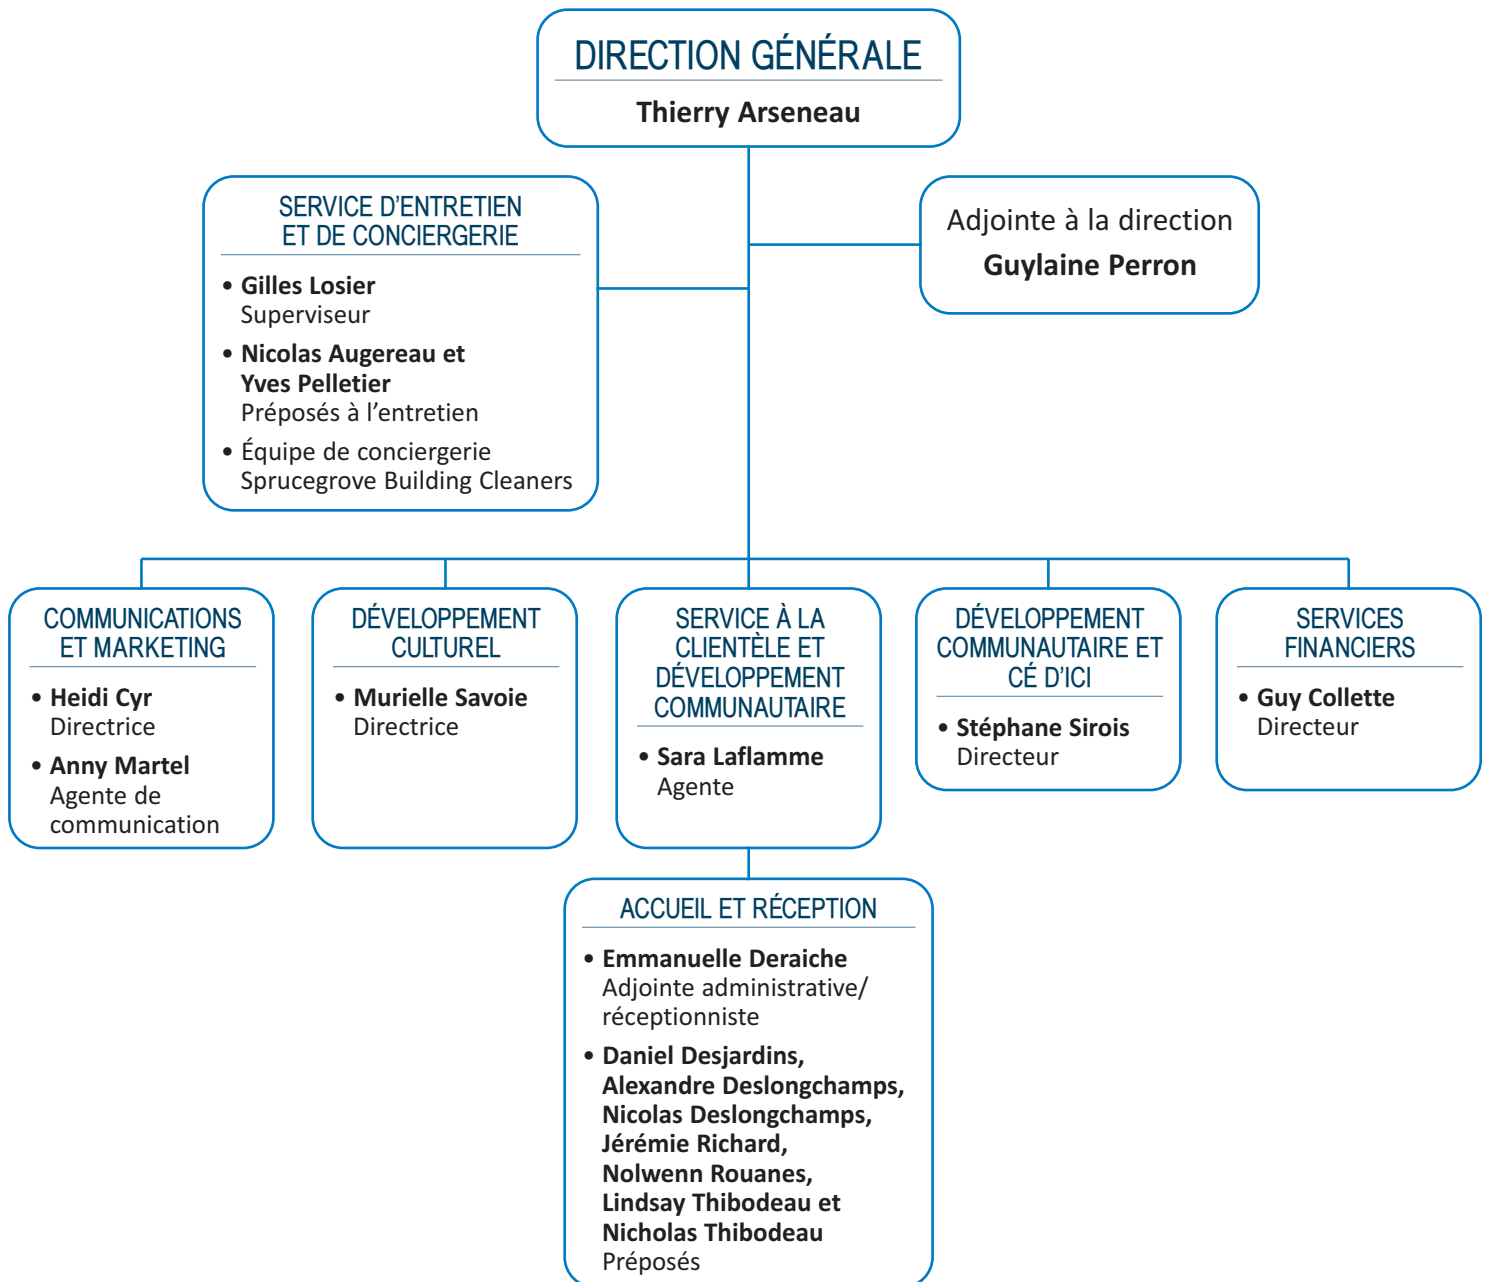 DIRECTION GÉNÉRALE
Thierry Arseneau
SERVICE D'ENTRETIEN
ET DE CONCIERGERIE
• Gilles Losier
Superviseur
• Nicolas Augereau et
Yves Pelletier
Préposés à l'entretien
• Équipe de conciergerie
Sprucegrove Building Cleaners
Adjointe à la direction
Guylaine Perron
COMMUNICATIONS
ET MARKETING
• Heidi Cyr
Directrice
• Anny Martel
Agente de
communication
DÉVELOPPEMENT
CULTUREL
• Murielle Savoie
Directrice
SERVICE À LA
CLIENTÈLE ET
DÉVELOPPEMENT
COMMUNAUTAIRE
• Sara Laflamme
Agente
DÉVELOPPEMENT
COMMUNAUTAIRE ET
CÉ D'ICI
• Stéphane Sirois
Directeur
SERVICES
FINANCIERS
• Guy Collette
Directeur
ACCUEIL ET RÉCEPTION
• Emmanuelle Deraiche
Adjointe administrative/
réceptionniste
• Daniel Desjardins,
Alexandre Deslongchamps,
Nicolas Deslongchamps,
Jérémie Richard,
Nolwenn Rouanes,
Lindsay Thibodeau et
Nicholas Thibodeau
Préposés